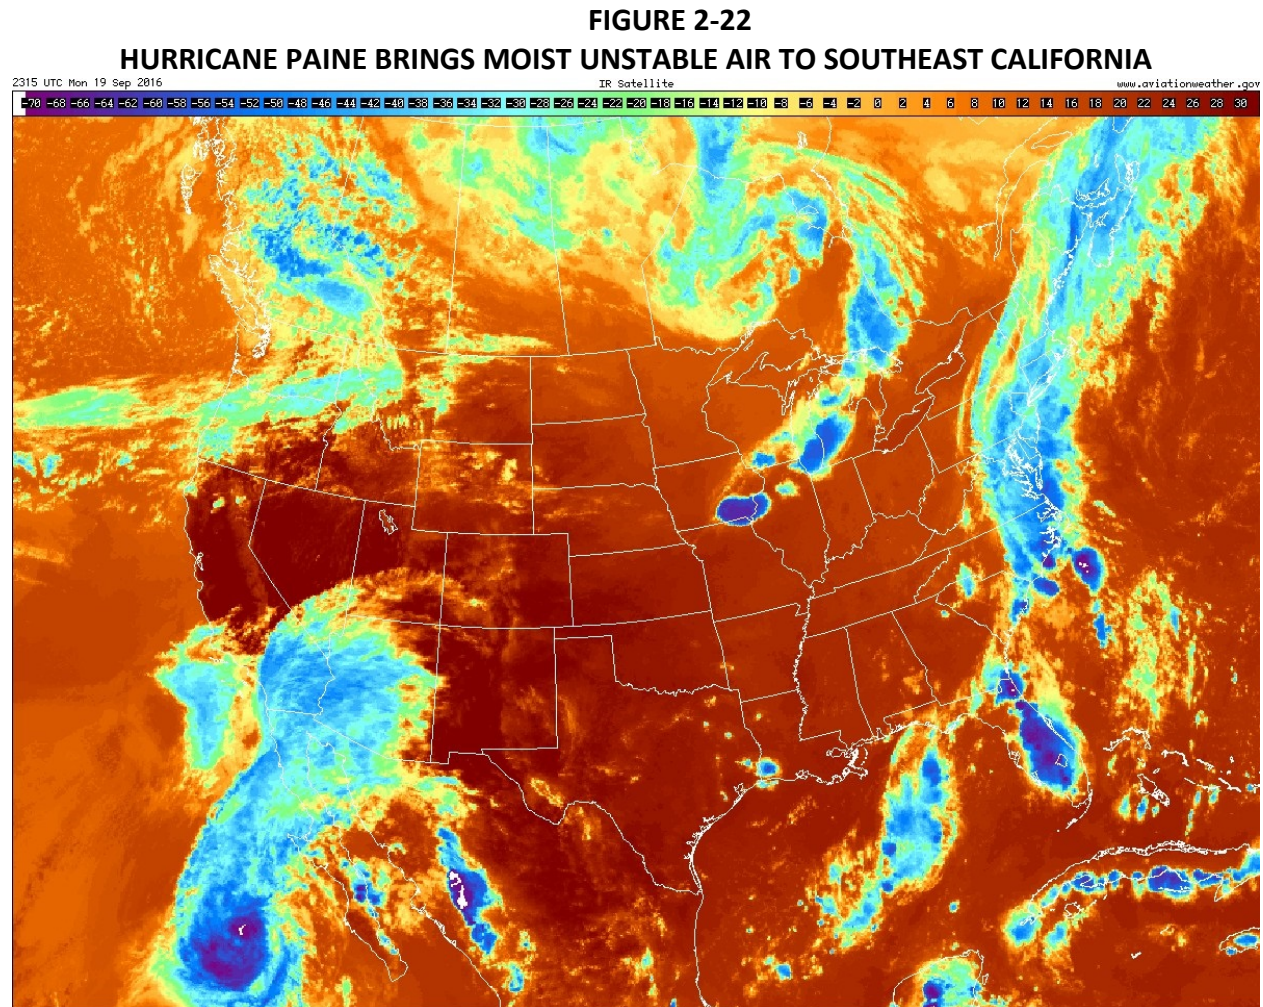 FIGURE 2-22
HURRICANE PAINE BRINGS MOIST UNSTABLE AIR TO SOUTHEAST CALIFORNIA
2315 UTC Mon 19 Sep 2016 IR Satellite www.aviationweather.gov
-70 -68 -66 -64 -62 -60 -58 -56 -54 -52 -50 -48 -46 -44 -42 -40 -38 -36 -34 -32 -30 -28 -26 -24 -22 -20 -18 -16 -14 -12 -10 -8 -6 -4 -2 0 2 4 6 8 10 12 14 16 18 20 22 24 26 28 30